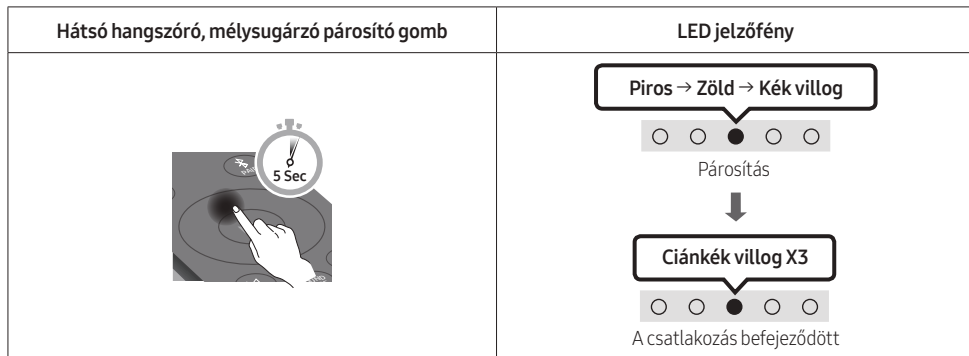 Hátsó hangszóró, mélysugárzó párosító gomb
LED jelzőfény
5 Sec
Piros → Zöld → Kék villog
Párosítás
Ciánkék villog X3
A csatlakozás befejeződött